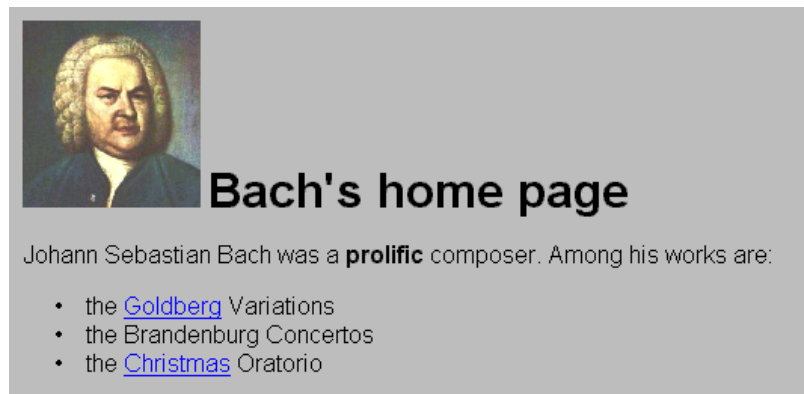 Bach's home page
Johann Sebastian Bach was a prolific composer. Among his works are:
• the Goldberg Variations
• the Brandenburg Concertos
• the Christmas Oratorio